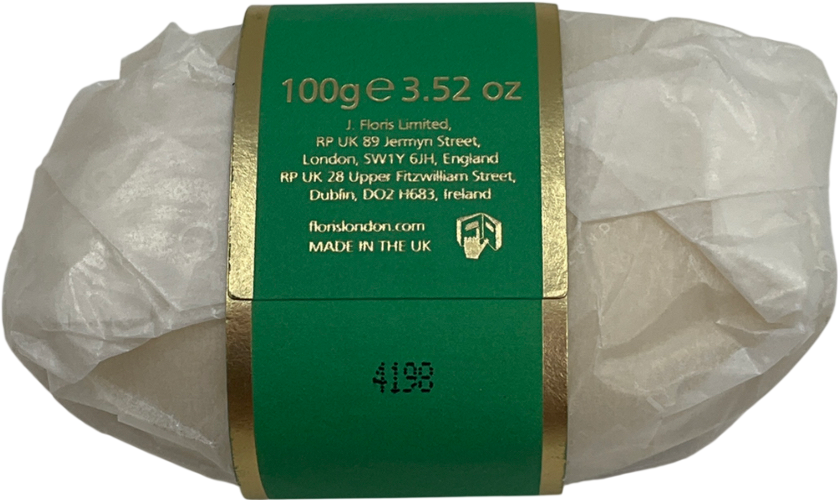 100g ℮ 3.52 oz
J. Floris Limited,
RP UK 89 Jermyn Street,
London, SW1Y 6JH, England
RP UK 28 Upper Fitzwilliam Street,
Dublin, DO2 H683, Ireland
florislondon.com
MADE IN THE UK
4198